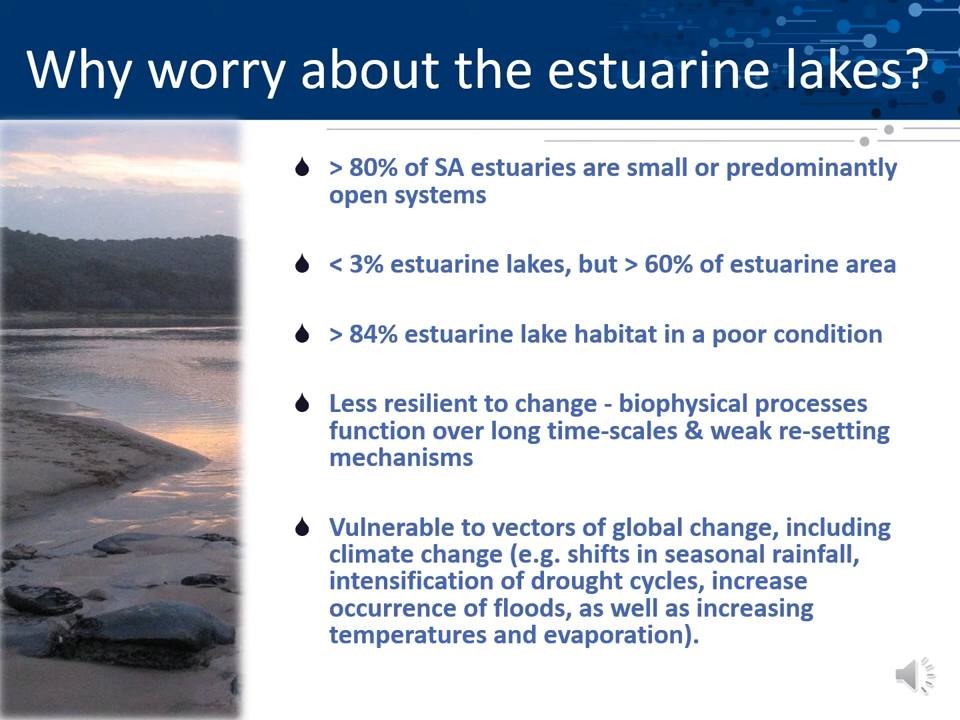 Why worry about the estuarine lakes?
> 80% of SA estuaries are small or predominantly
open systems
< 3% estuarine lakes, but > 60% of estuarine area
> 84% estuarine lake habitat in a poor condition
Less resilient to change - biophysical processes
function over long time-scales & weak re-setting
mechanisms
Vulnerable to vectors of global change, including
climate change (e.g. shifts in seasonal rainfall,
intensification of drought cycles, increase
occurrence of floods, as well as increasing
temperatures and evaporation).